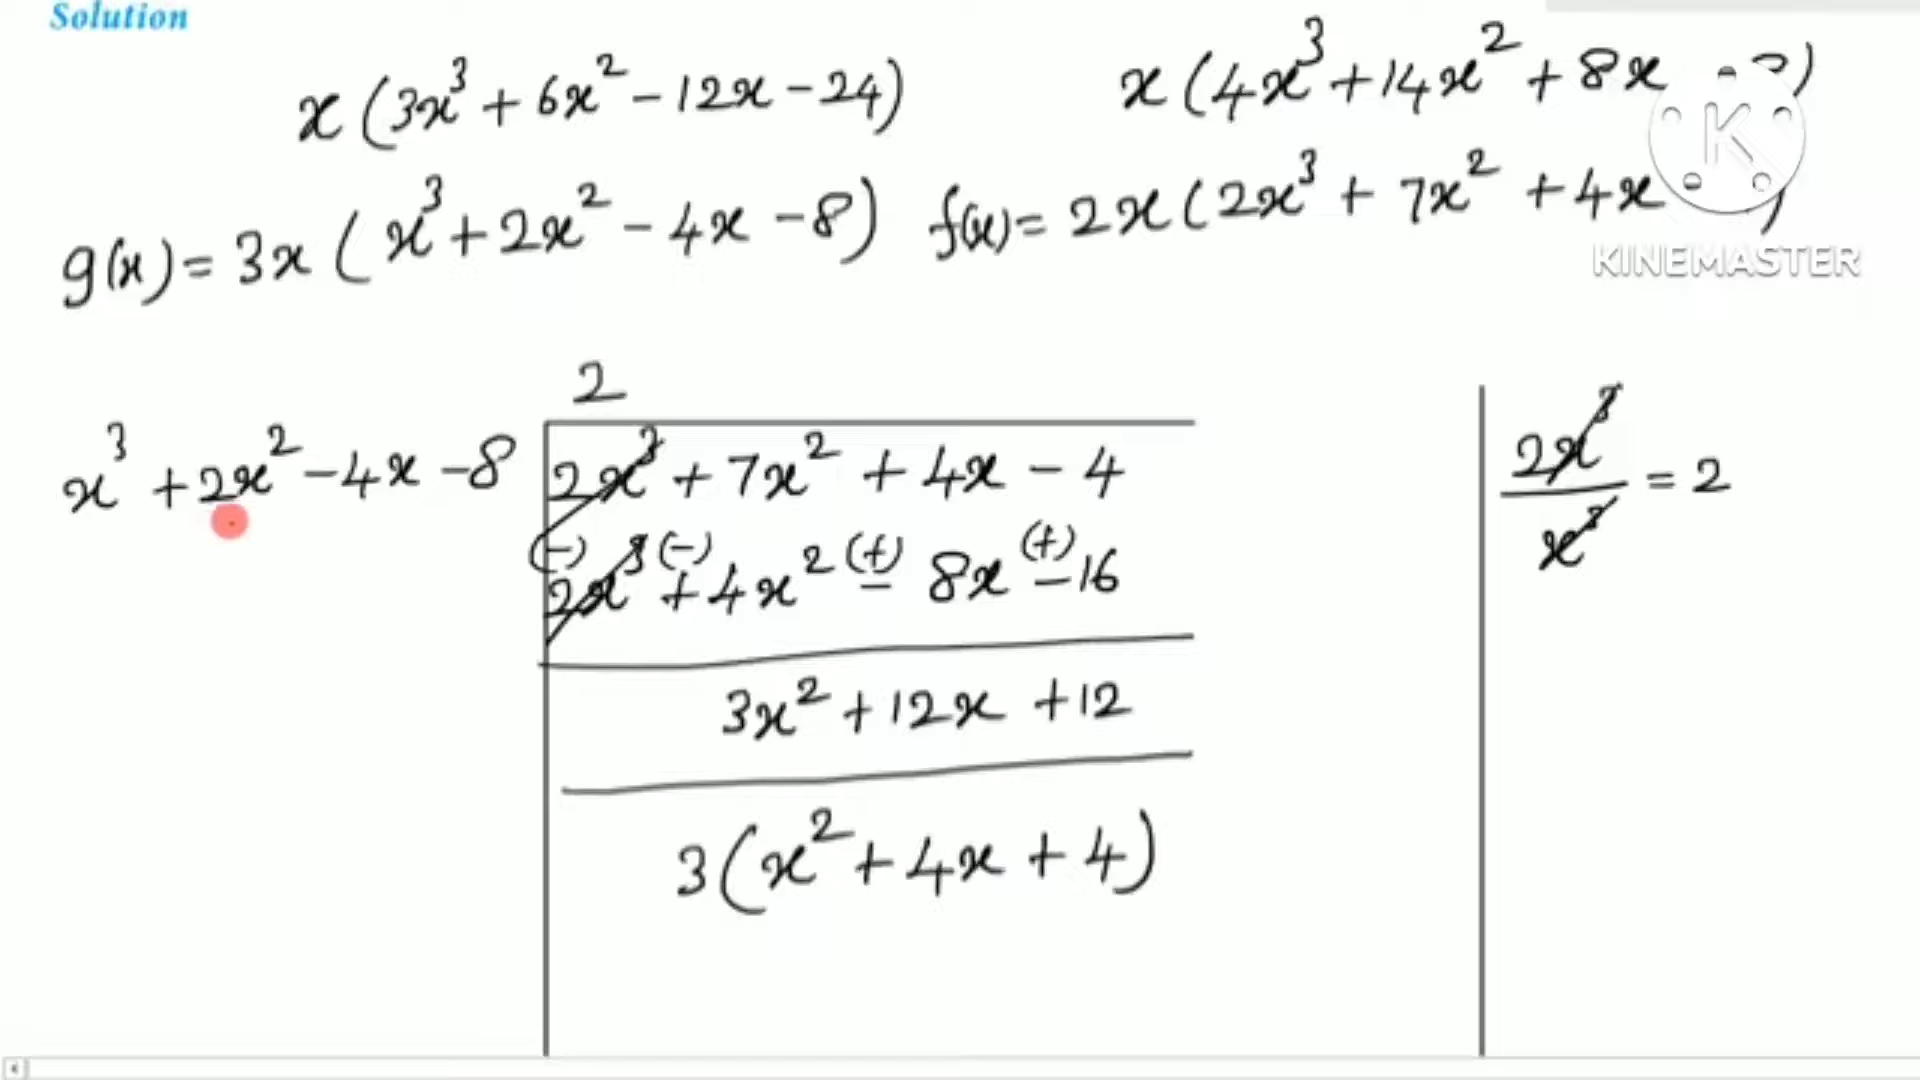 Solution
x(3x³ + 6x² - 12x - 24)
x(4x³ + 14x² + 8x - )
g(x) = 3x(x³ + 2x² - 4x - 8)
f(x) = 2x(2x³ + 7x² + 4x )
KINEMASTER
2
x³ + 2x² - 4x - 8
2x³ + 7x² + 4x - 4
(-) (-) (+) (+)
2x³ + 4x² - 8x - 16
3x² + 12x + 12
3(x² + 4x + 4)
2x³/x³ = 2